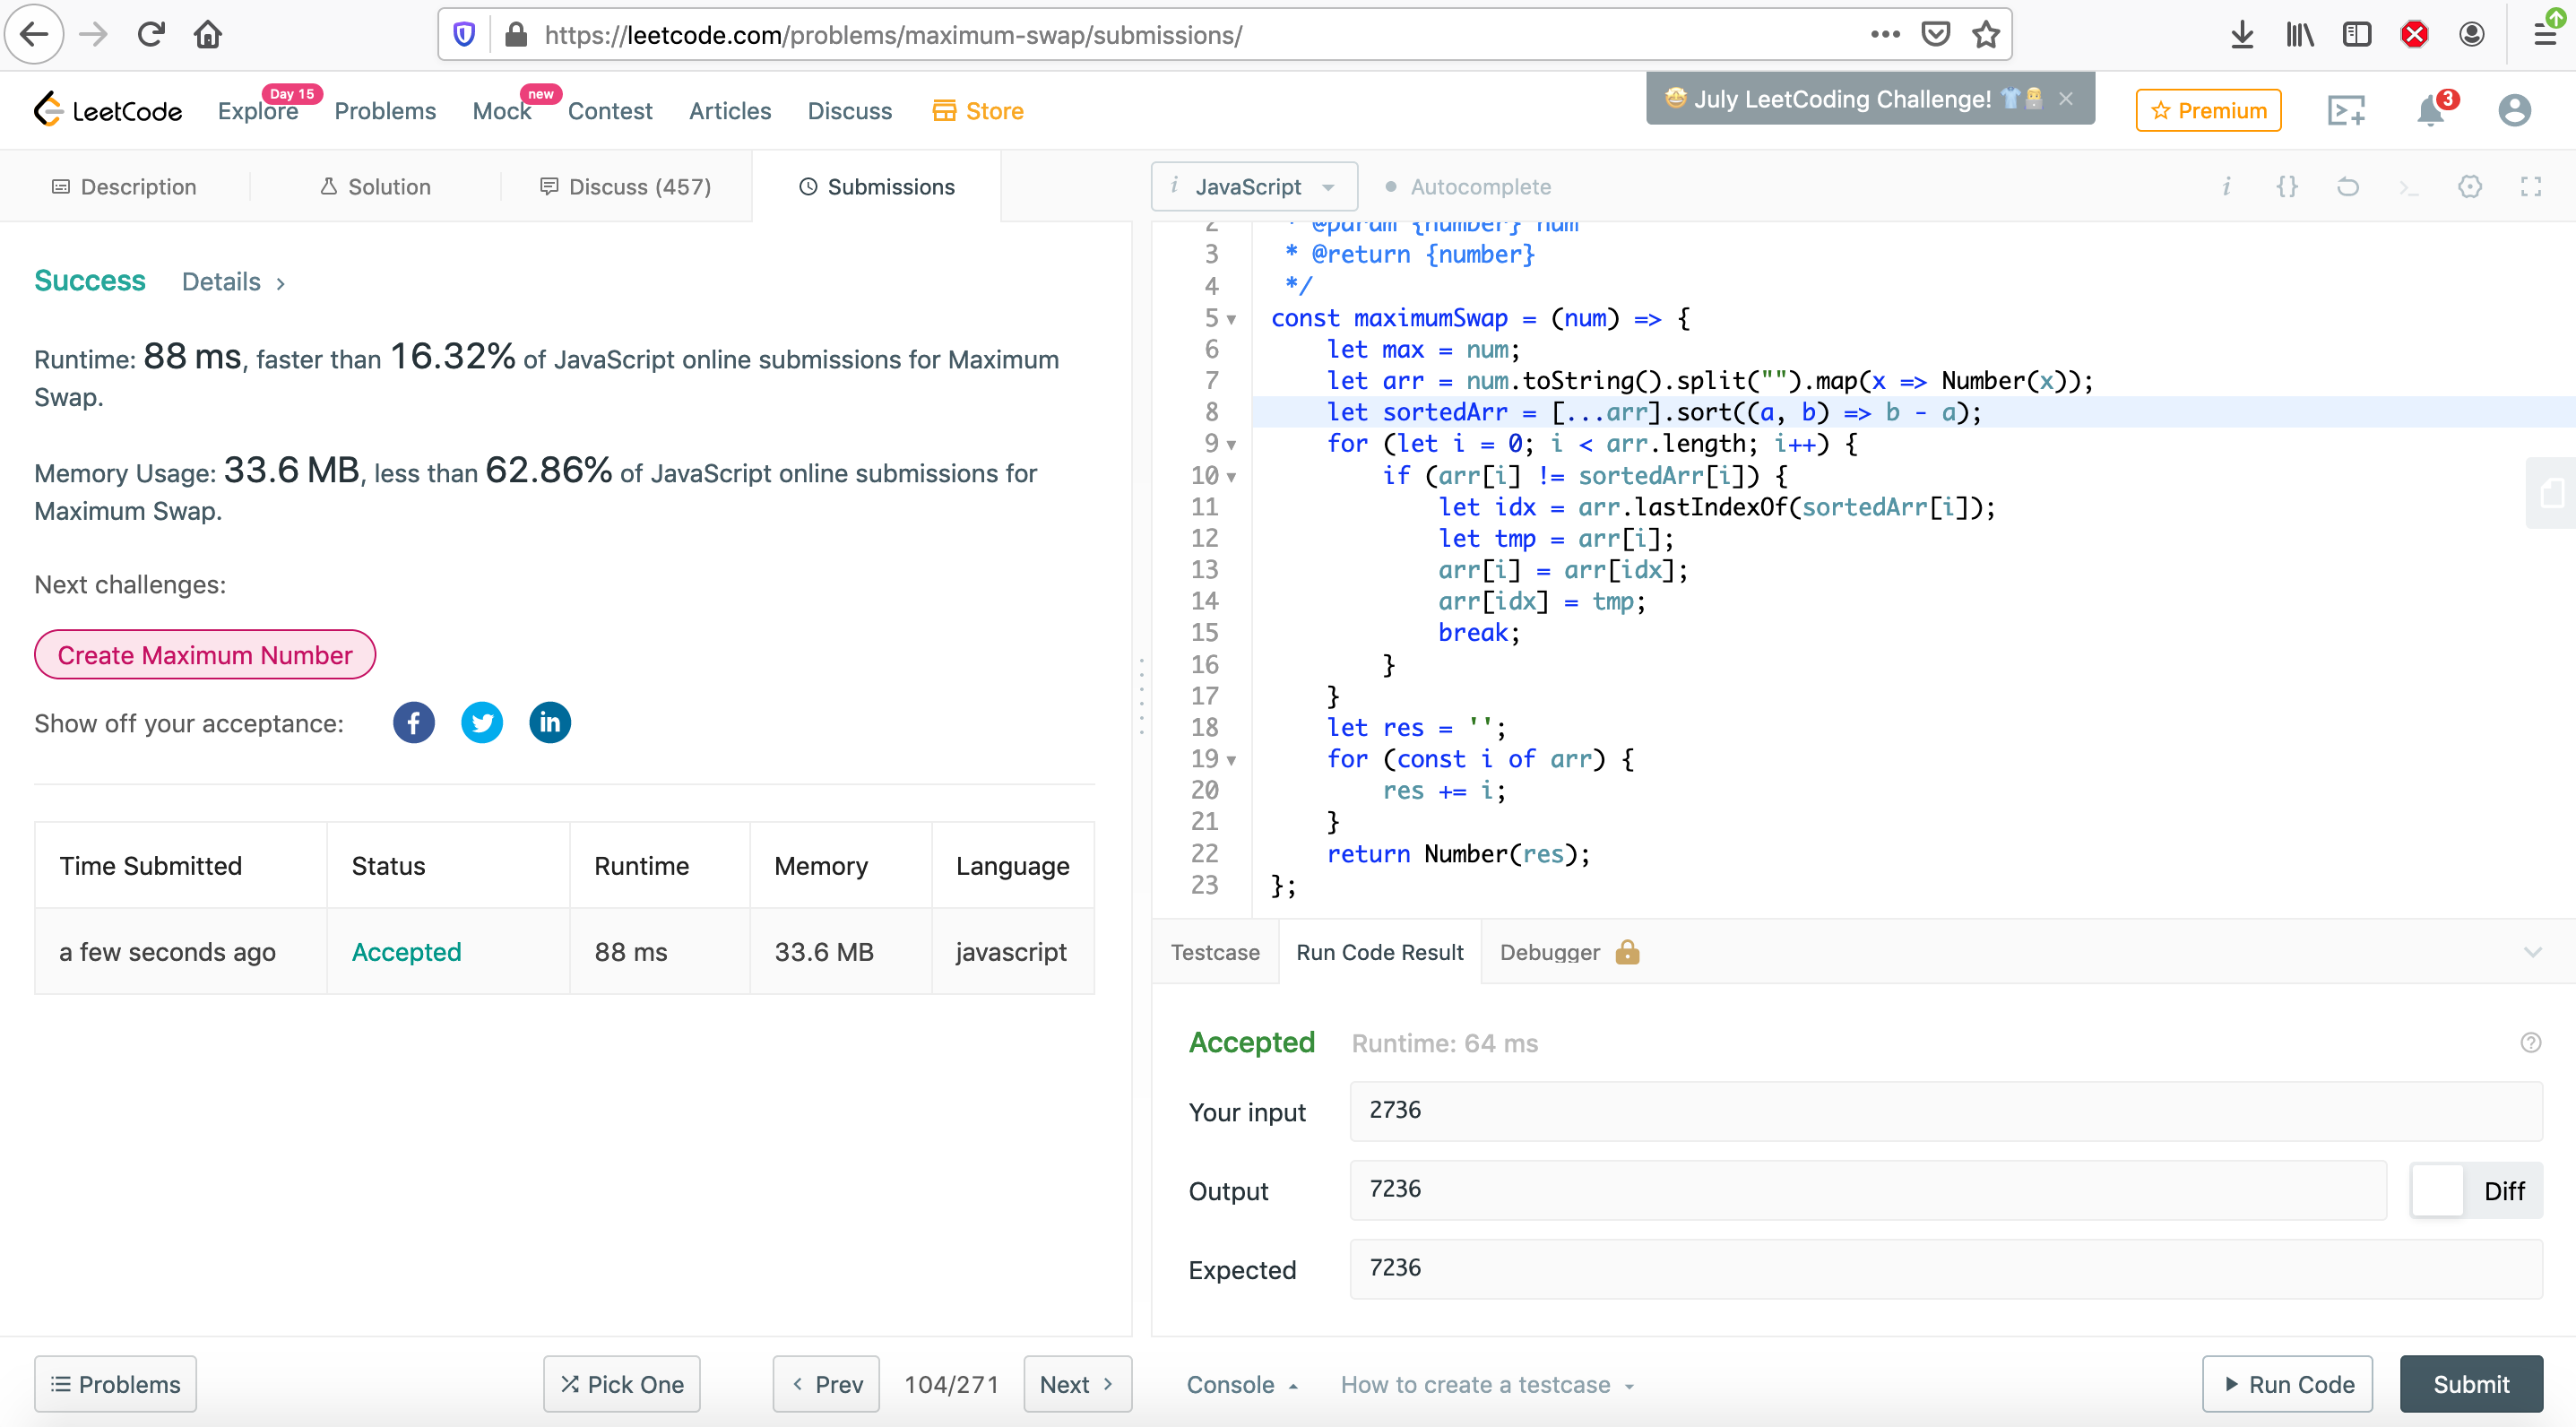 https://leetcode.com/problems/maximum-swap/submissions/
LeetCode
Explore
Day 15
Problems
Mock
new
Contest
Articles
Discuss
Store
July LeetCoding Challenge!
Premium
3
Description
Solution
Discuss (457)
Submissions
i JavaScript
Autocomplete
i {}
Success Details >
Runtime: 88 ms, faster than 16.32% of JavaScript online submissions for Maximum
Swap.
Memory Usage: 33.6 MB, less than 62.86% of JavaScript online submissions for
Maximum Swap.
Next challenges:
Create Maximum Number
Show off your acceptance:
f in
Time Submitted Status Runtime Memory Language
a few seconds ago Accepted 88 ms 33.6 MB javascript
2 * @param {number} num
3 * @return {number}
4 */
5 const maximumSwap = (num) => {
6 let max = num;
7 let arr = num.toString().split("").map(x => Number(x));
8 let sortedArr = [...arr].sort((a, b) => b - a);
9 for (let i = 0; i < arr.length; i++) {
10 if (arr[i] != sortedArr[i]) {
11 let idx = arr.lastIndexOf(sortedArr[i]);
12 let tmp = arr[i];
13 arr[i] = arr[idx];
14 arr[idx] = tmp;
15 break;
16 }
17 }
18 let res = '';
19 for (const i of arr) {
20 res += i;
21 }
22 return Number(res);
23 };
Testcase Run Code Result Debugger
Accepted Runtime: 64 ms
Your input 2736
Output 7236 Diff
Expected 7236
Problems Pick One < Prev 104/271 Next > Console How to create a testcase Run Code Submit